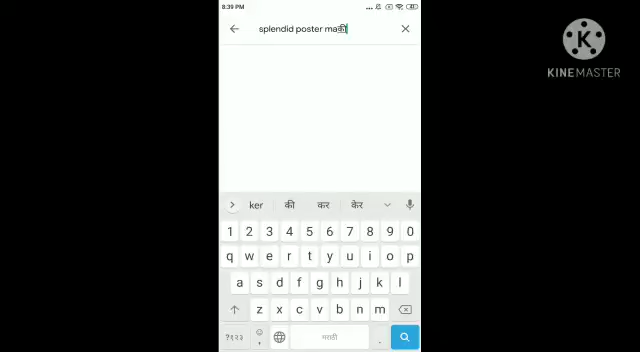 8:39 PM
splendid poster maकी
K
KINEMASTER
ker की कर केर
1 2 3 4 5 6 7 8 9 0
q w e r t y u i o p
a s d f g h j k l
z x c v b n m
?१२३ , मराठी .